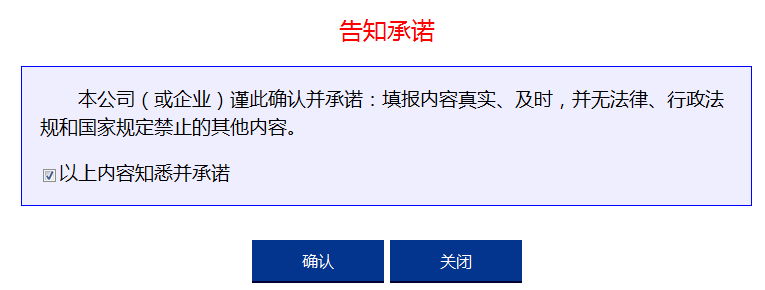 告知承诺
本公司（或企业）谨此确认并承诺：填报内容真实、及时，并无法律、行政法
规和国家规定禁止的其他内容。
以上内容知悉并承诺
确认 关闭